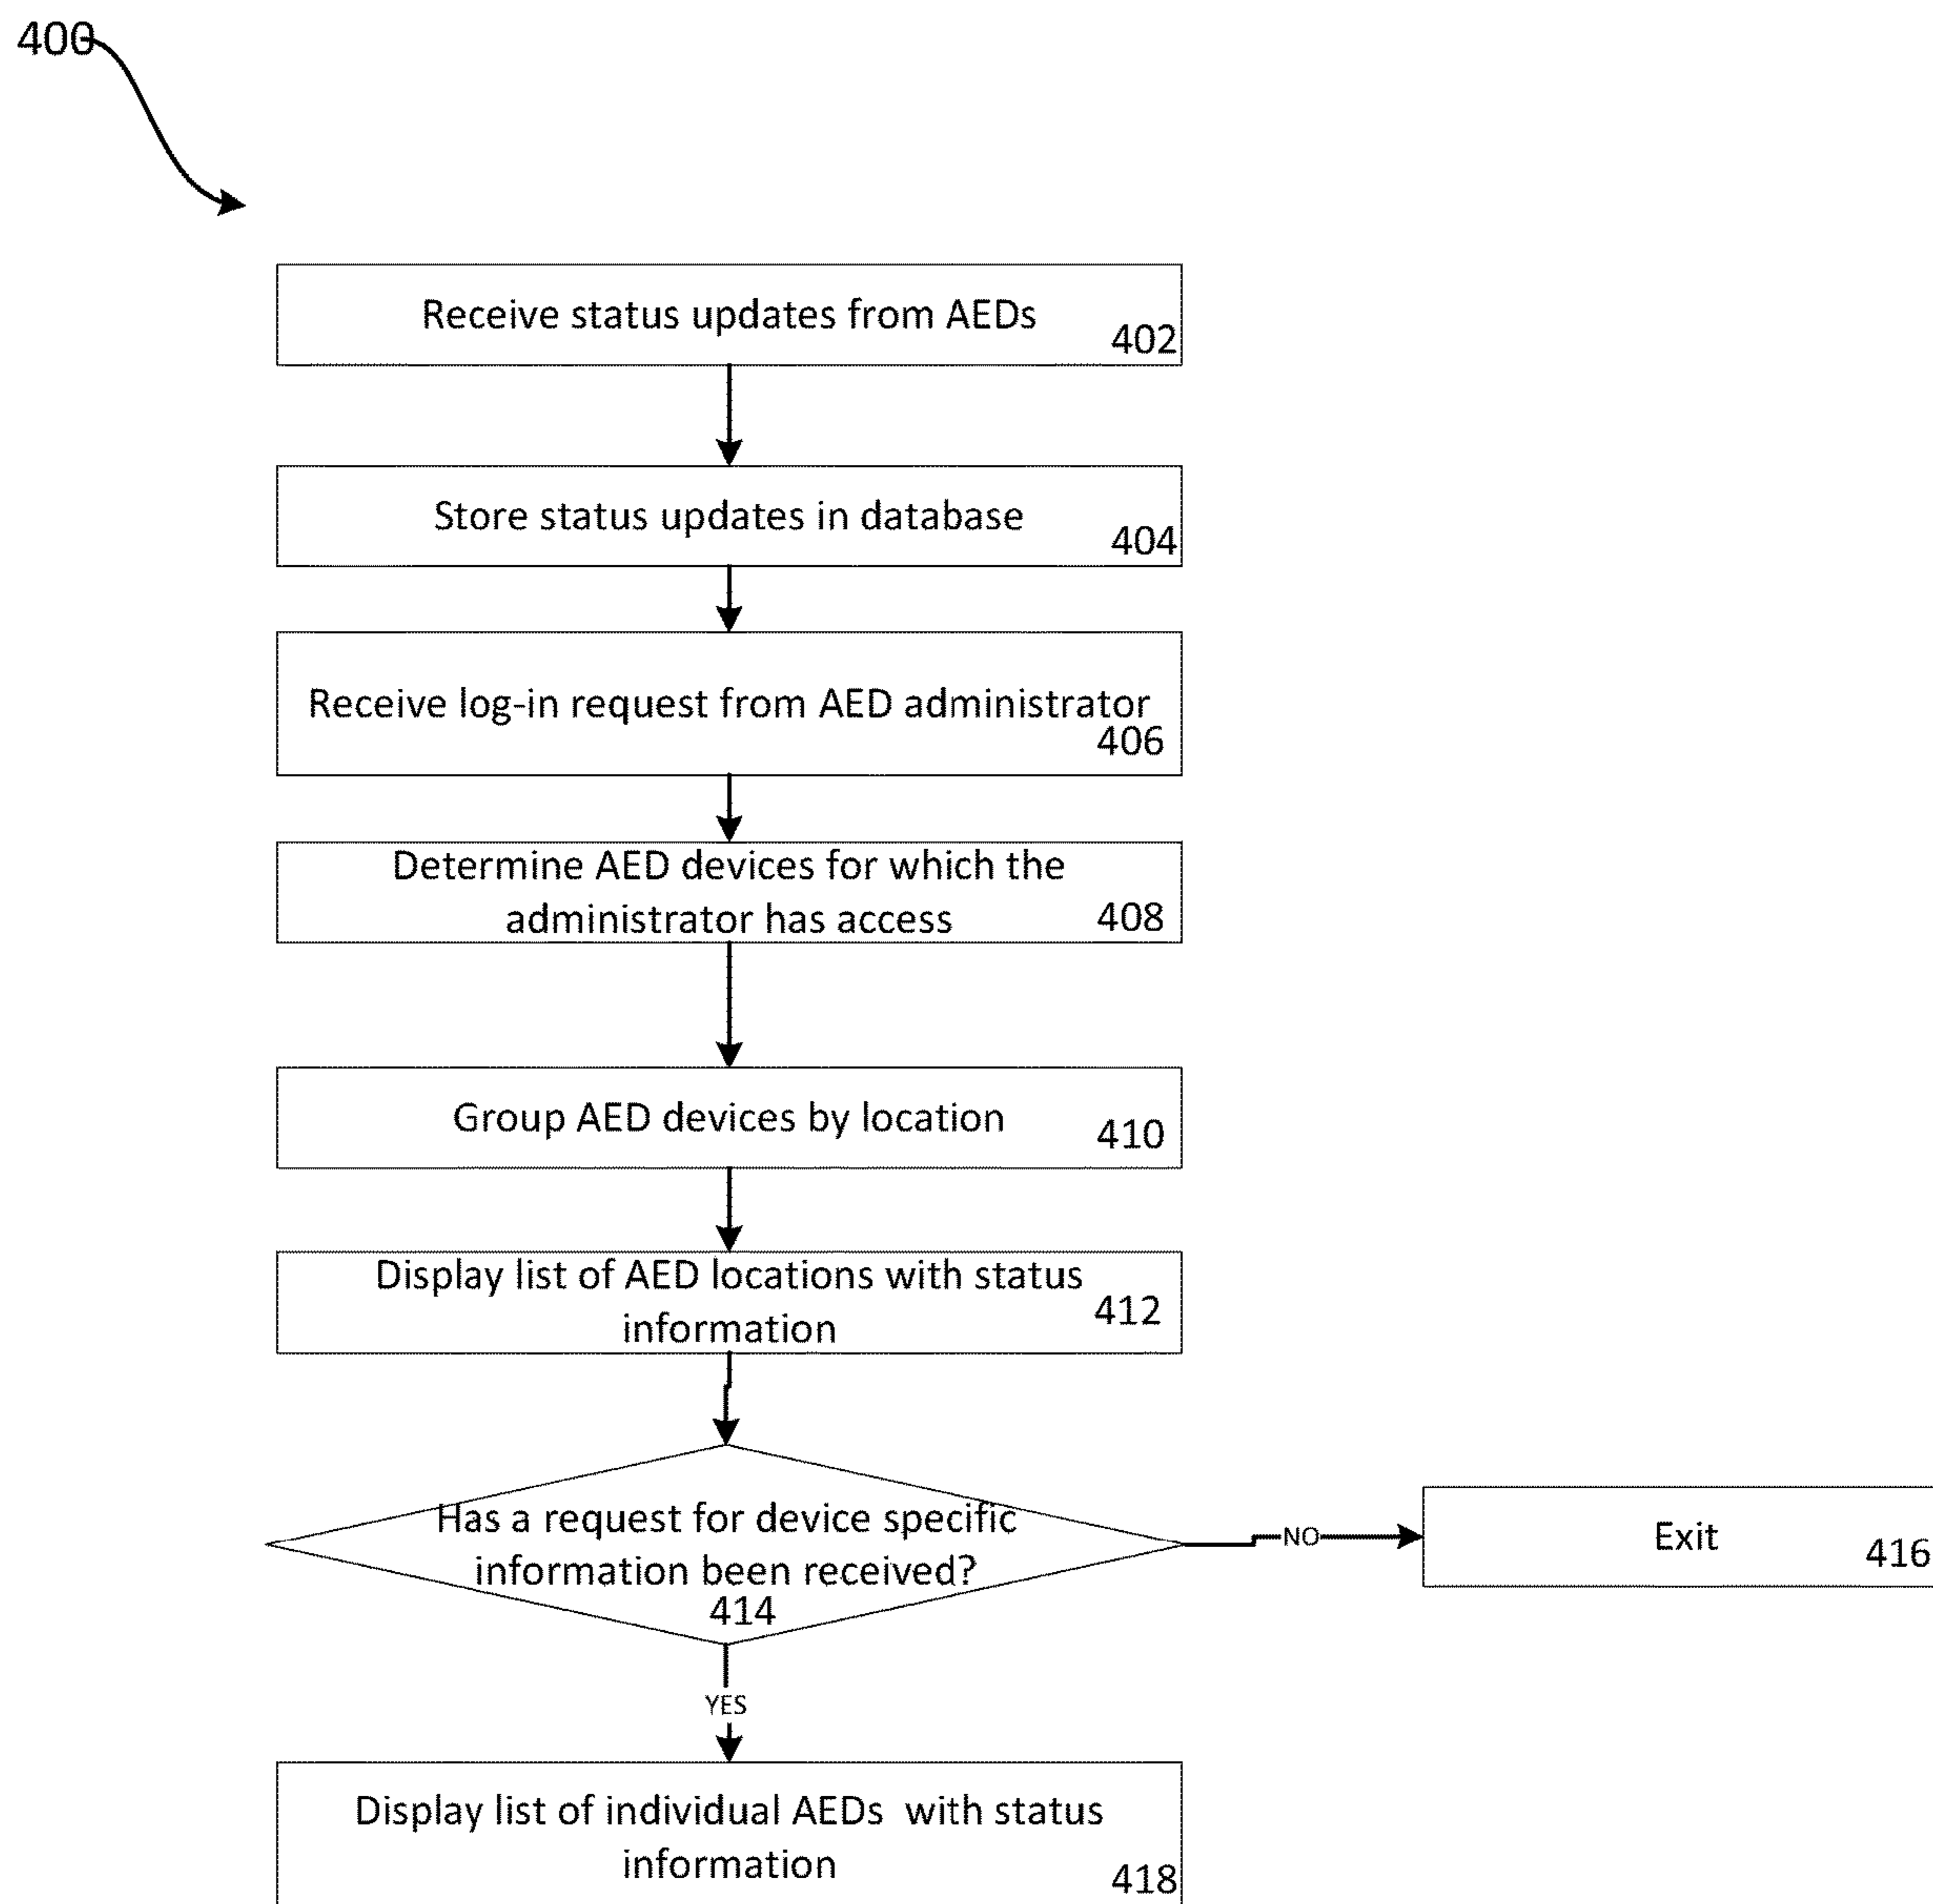 400
Receive status updates from AEDs
402
Store status updates in database
404
Receive log-in request from AED administrator
406
Determine AED devices for which the
administrator has access
408
Group AED devices by location
410
Display list of AED locations with status
information
412
Has a request for device specific
information been received?
414
NO
Exit
416
YES
Display list of individual AEDs with status
information
418